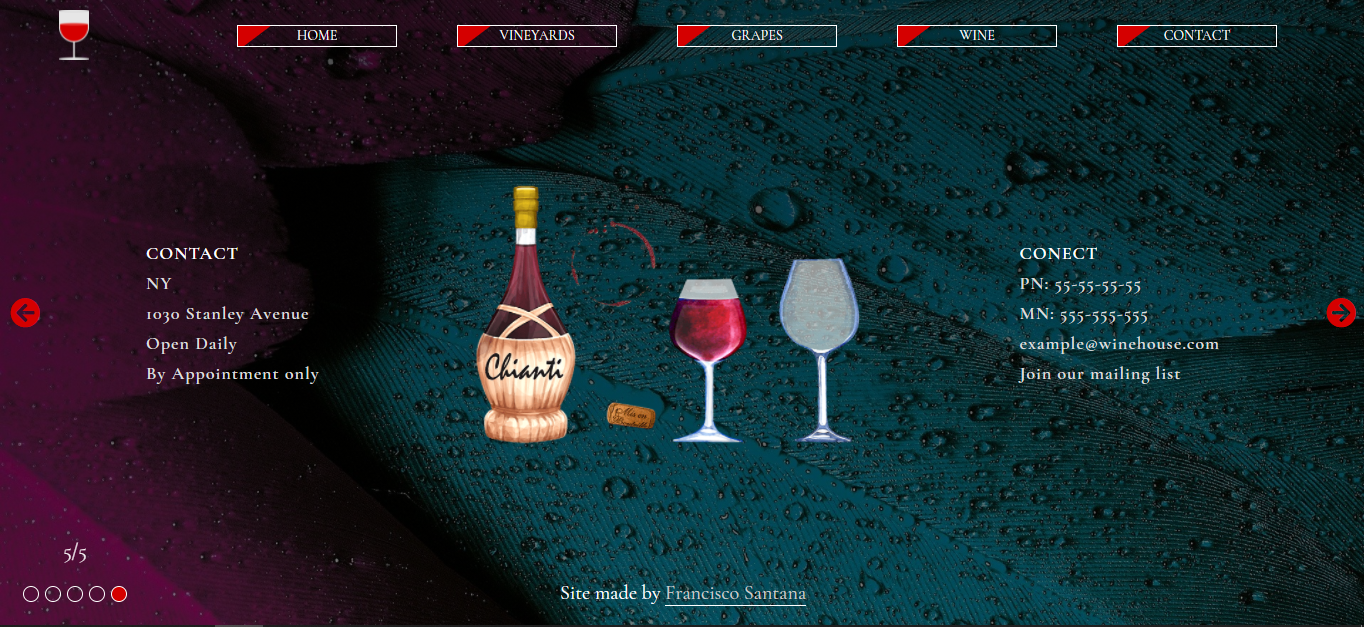 HOME
VINEYARDS
GRAPES
WINE
CONTACT
CONTACT
NY
1030 Stanley Avenue
Open Daily
By Appointment only
Chianti
CONECT
PN: 55-55-55-55
MN: 555-555-555
example@winehouse.com
Join our mailing list
5/5
Site made by Francisco Santana